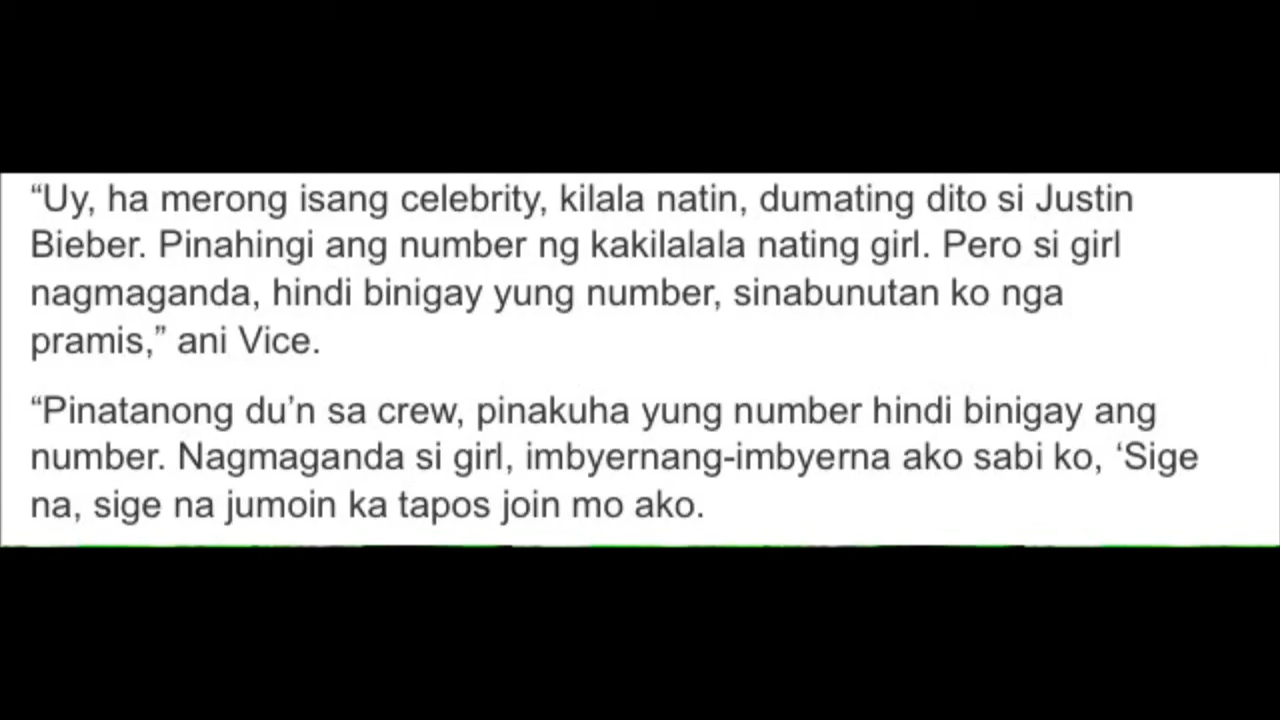 “Uy, ha merong isang celebrity, kilala natin, dumating dito si Justin
Bieber. Pinahingi ang number ng kakilalala nating girl. Pero si girl
nagmaganda, hindi binigay yung number, sinabunutan ko nga
pramis,” ani Vice.
“Pinatanong du’n sa crew, pinakuha yung number hindi binigay ang
number. Nagmaganda si girl, imbyernang-imbyerna ako sabi ko, ‘Sige
na, sige na jumoin ka tapos join mo ako.